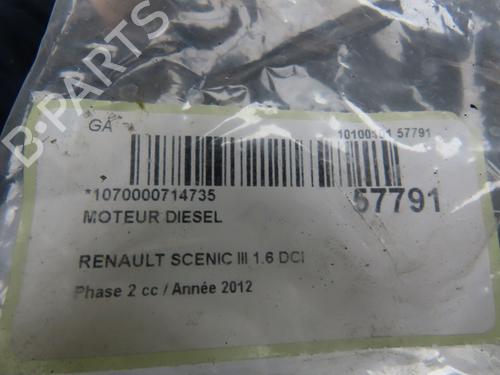 B-PARTS
GA
10100301 57791
*1070000714735
57791
MOTEUR DIESEL
RENAULT SCENIC III 1.6 DCI
Phase 2 cc / Année 2012